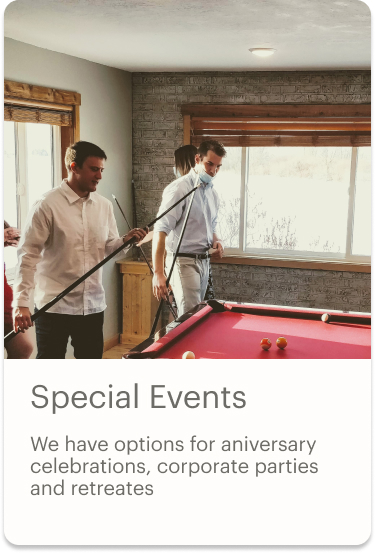 Special Events
We have options for aniversary
celebrations, corporate parties
and retreates